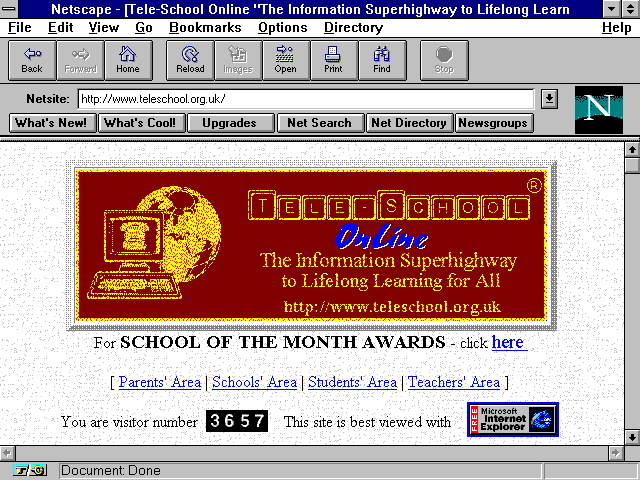 Netscape - [Tele-School Online "The Information Superhighway to Lifelong Learn
File Edit View Go Bookmarks Options Directory Help
Back Forward Home Reload Images Open Print Find Stop
Netsite: http://www.teleschool.org.uk/
N
What's New! What's Cool! Upgrades Net Search Net Directory Newsgroups
®
TELE-SCHOOL
OnLine
The Information Superhighway
to Lifelong Learning for All
http://www.teleschool.org.uk
For SCHOOL OF THE MONTH AWARDS - click here
[ Parents' Area | Schools' Area | Students' Area | Teachers' Area ]
You are visitor number 3657 This site is best viewed with FREE Microsoft Internet Explorer
Document: Done